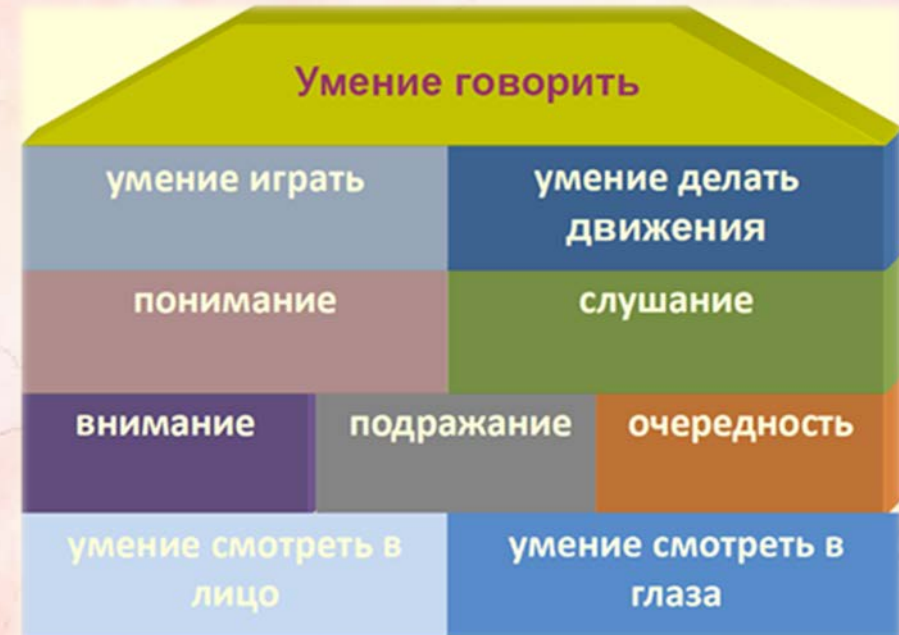 Умение говорить
умение играть
умение делать
движения
понимание
слушание
внимание
подражание
очередность
умение смотреть в
лицо
умение смотреть в
глаза